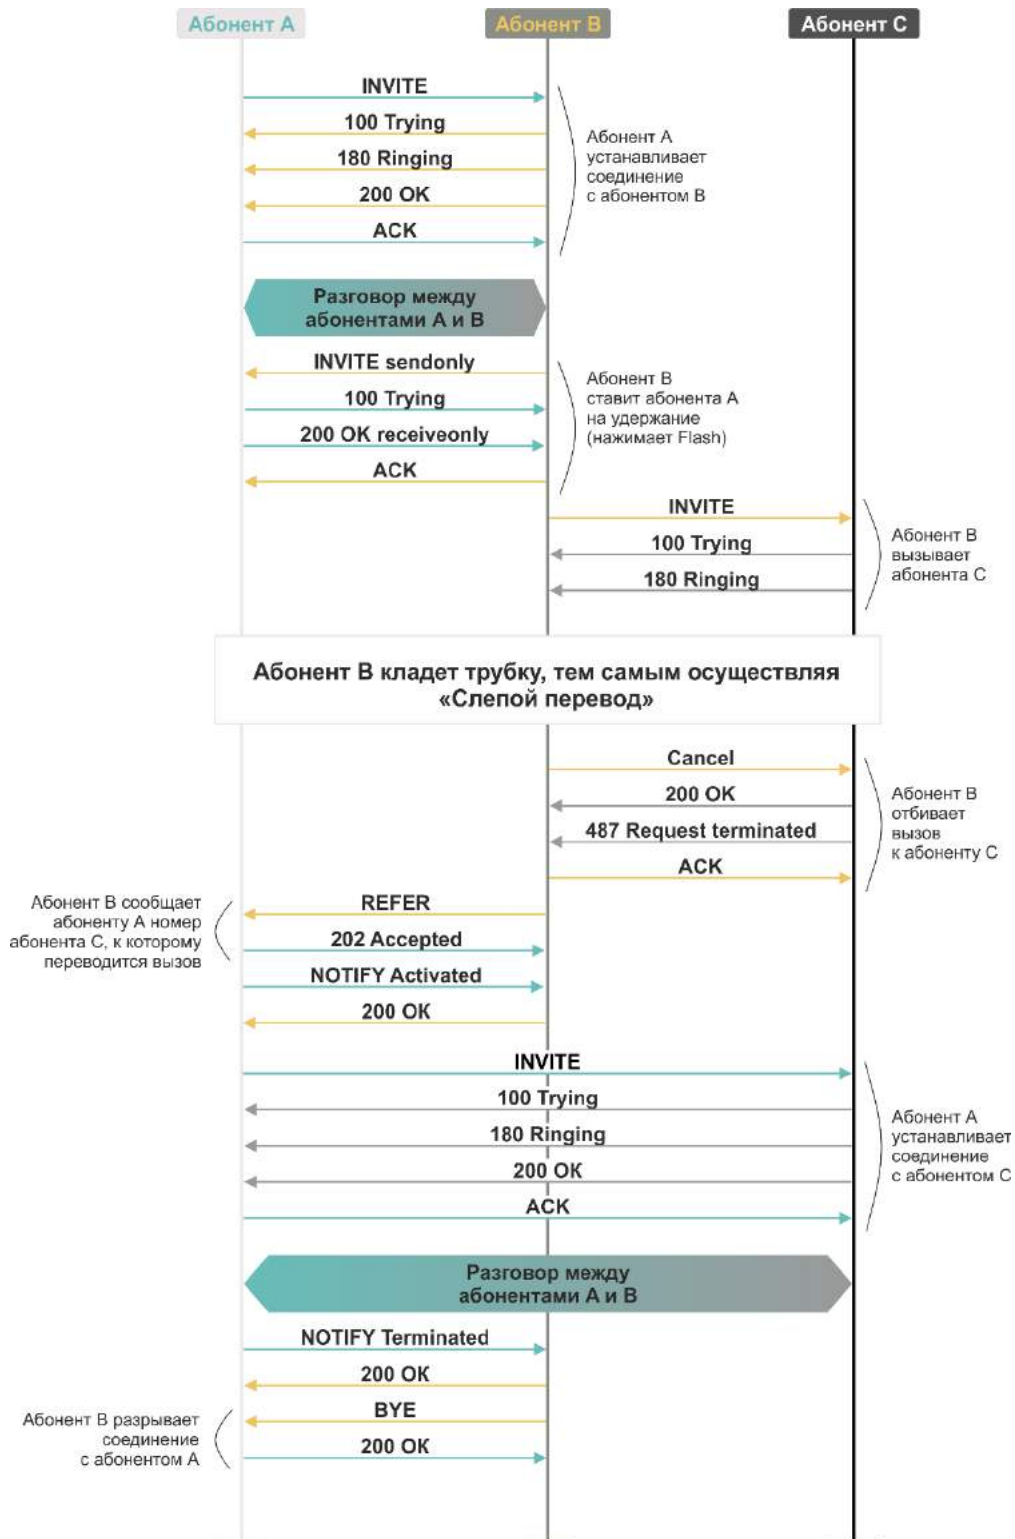 Абонент А
Абонент В
Абонент С
INVITE
100 Trying
180 Ringing
200 OK
ACK
Абонент А
устанавливает
соединение
с абонентом В
Разговор между
абонентами А и В
INVITE sendonly
100 Trying
200 OK receiveonly
ACK
Абонент В
ставит абонента А
на удержание
(нажимает Flash)
INVITE
100 Trying
180 Ringing
Абонент В
вызывает
абонента С
Абонент В кладет трубку, тем самым осуществляя
«Слепой перевод»
Cancel
200 OK
487 Request terminated
ACK
Абонент В
отбивает
вызов
к абоненту С
Абонент В сообщает
абоненту А номер
абонента С, к которому
переводится вызов
REFER
202 Accepted
NOTIFY Activated
200 OK
INVITE
100 Trying
180 Ringing
200 OK
ACK
Абонент А
устанавливает
соединение
с абонентом С
Разговор между
абонентами А и В
NOTIFY Terminated
200 OK
BYE
200 OK
Абонент В разрывает
соединение
с абонентом А